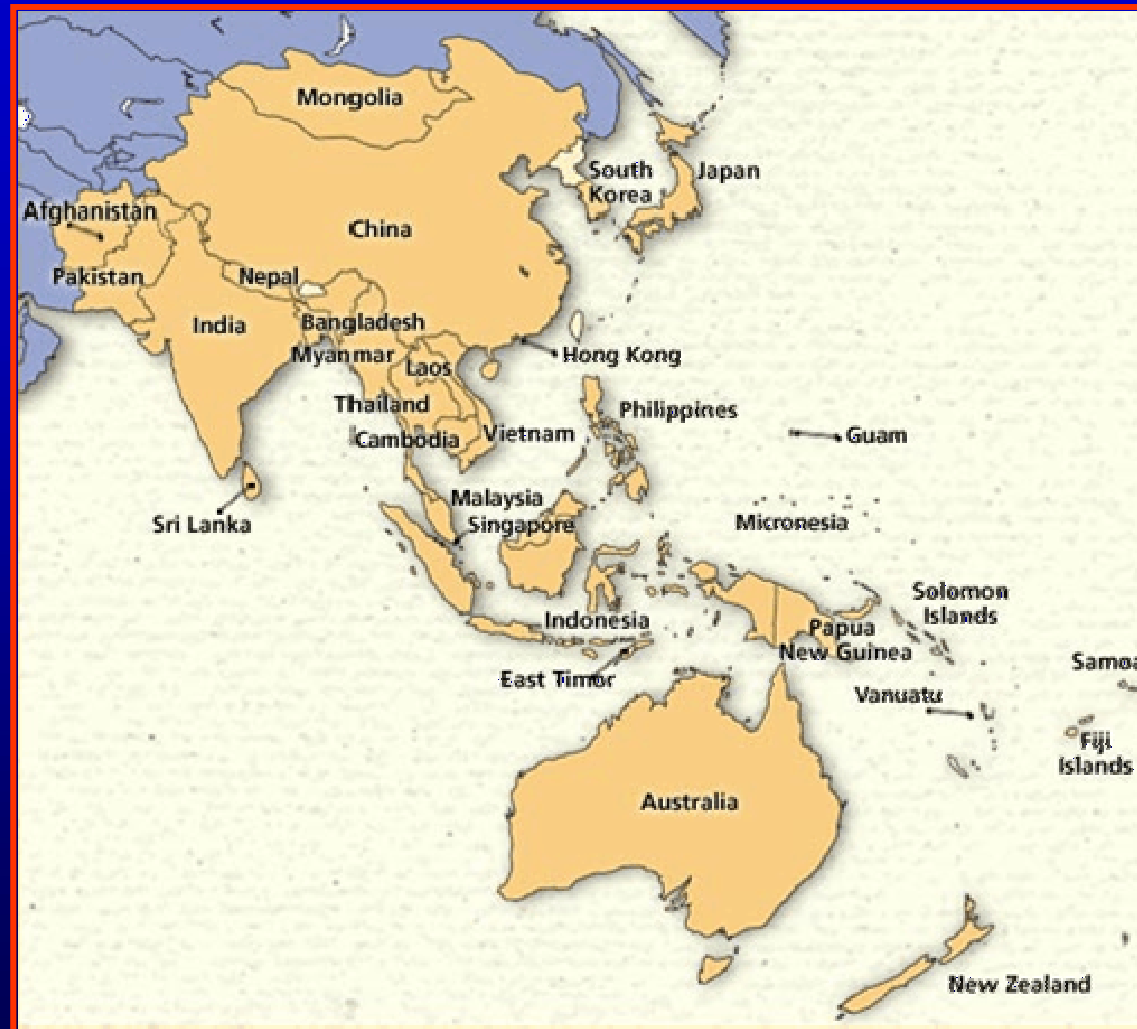 Mongolia
South
Korea
Japan
Afghanistan
China
Pakistan
Nepal
India
Bangladesh
Myanmar
Laos
Hong Kong
Thailand
Philippines
Cambodia
Vietnam
Guam
Malaysia
Singapore
Sri Lanka
Micronesia
Solomon
Islands
Indonesia
Papua
New Guinea
East Timor
Samoa
Vanuatu
Fiji
Islands
Australia
New Zealand